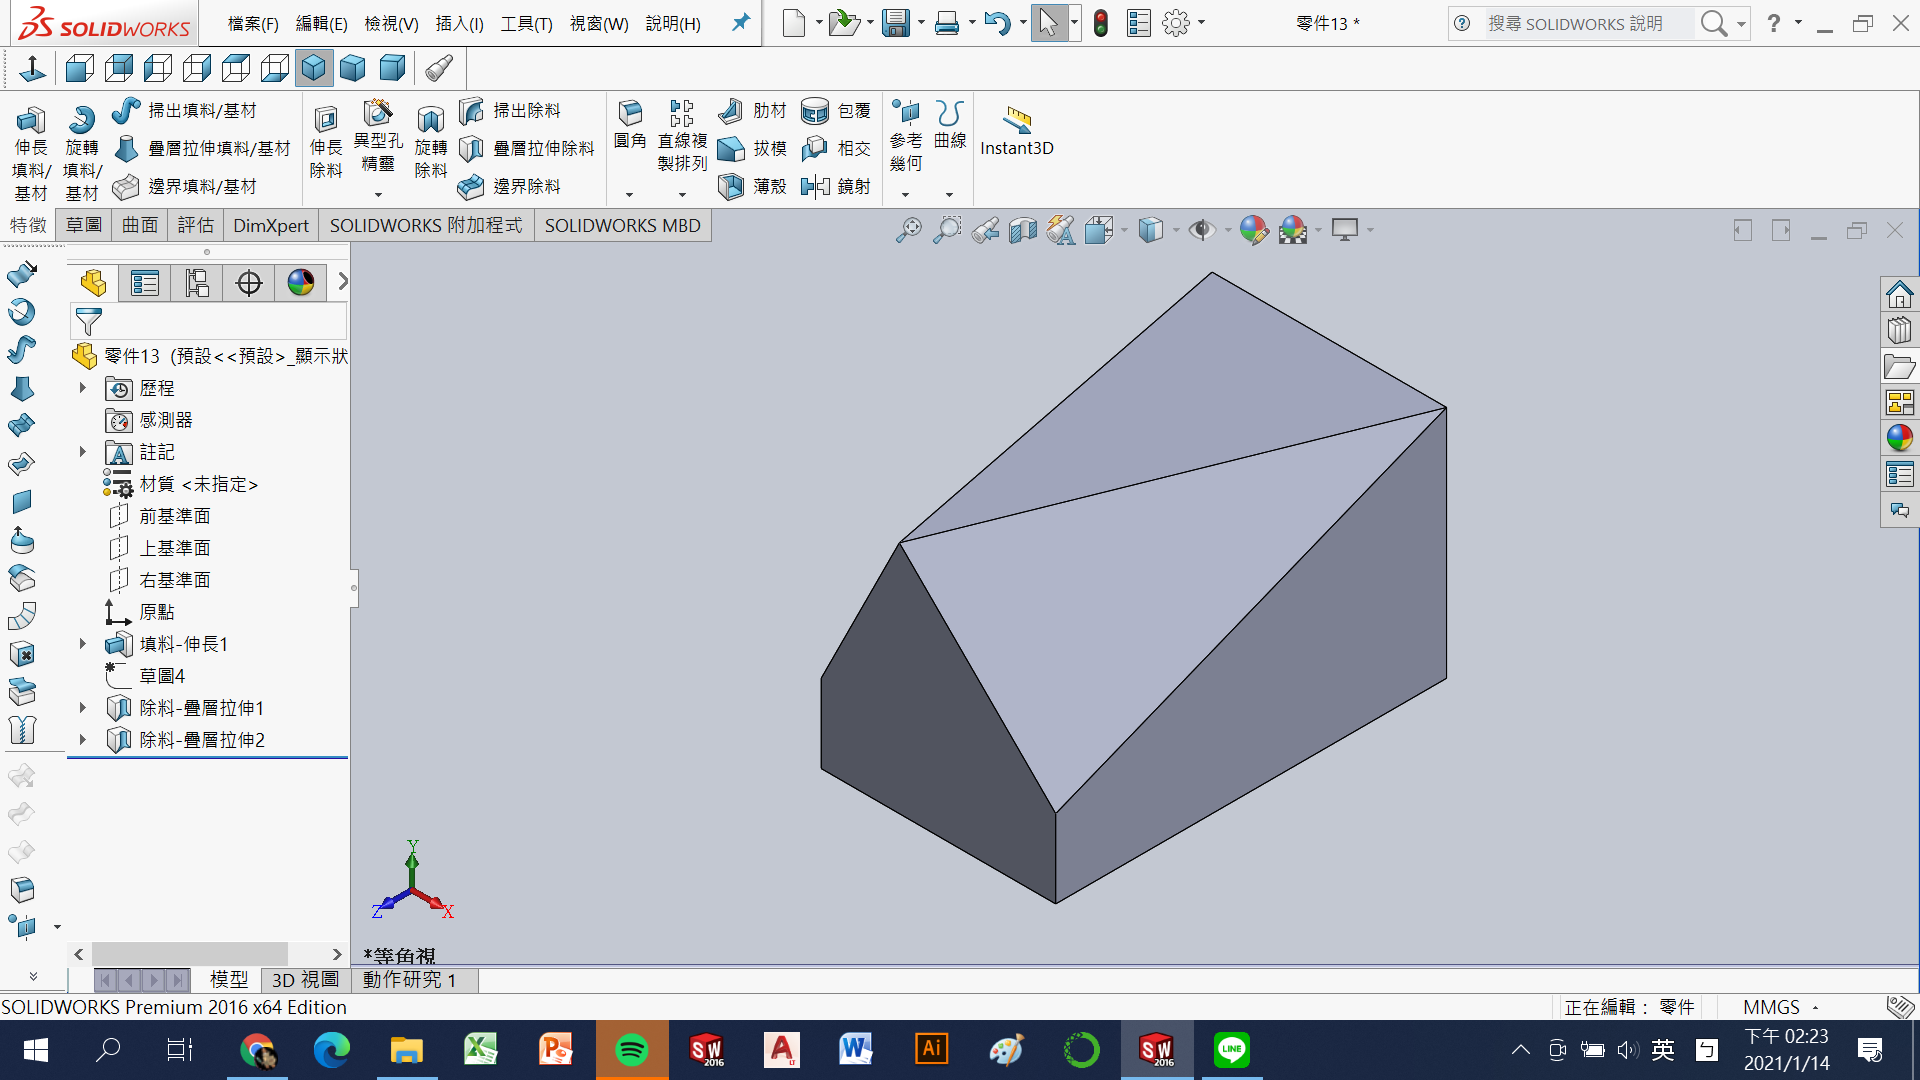 SOLIDWORKS 檔案(F) 編輯(E) 檢視(V) 插入(I) 工具(T) 視窗(W) 說明(H) 零件13 * 搜尋 SOLIDWORKS 說明 ?
伸長填料/基材
旋轉填料/基材
掃出填料/基材
疊層拉伸填料/基材
邊界填料/基材
伸長除料
異型孔精靈
旋轉除料
掃出除料
疊層拉伸除料
邊界除料
圓角
直線複製排列
肋材
拔模
薄殼
包覆
相交
鏡射
參考幾何
曲線
Instant3D
特徵 草圖 曲面 評估 DimXpert SOLIDWORKS 附加程式 SOLIDWORKS MBD
零件13 (預設<<預設>_顯示狀
歷程
感測器
註記
材質 <未指定>
前基準面
上基準面
右基準面
原點
填料-伸長1
草圖4
除料-疊層拉伸1
除料-疊層拉伸2
Y
Z X
*等角視
模型 3D 視圖 動作研究 1
SOLIDWORKS Premium 2016 x64 Edition 正在編輯： 零件 MMGS
SW 2016
A LT
Ai
SW 2016
LINE
英
ㄅ
下午 02:23
2021/1/14